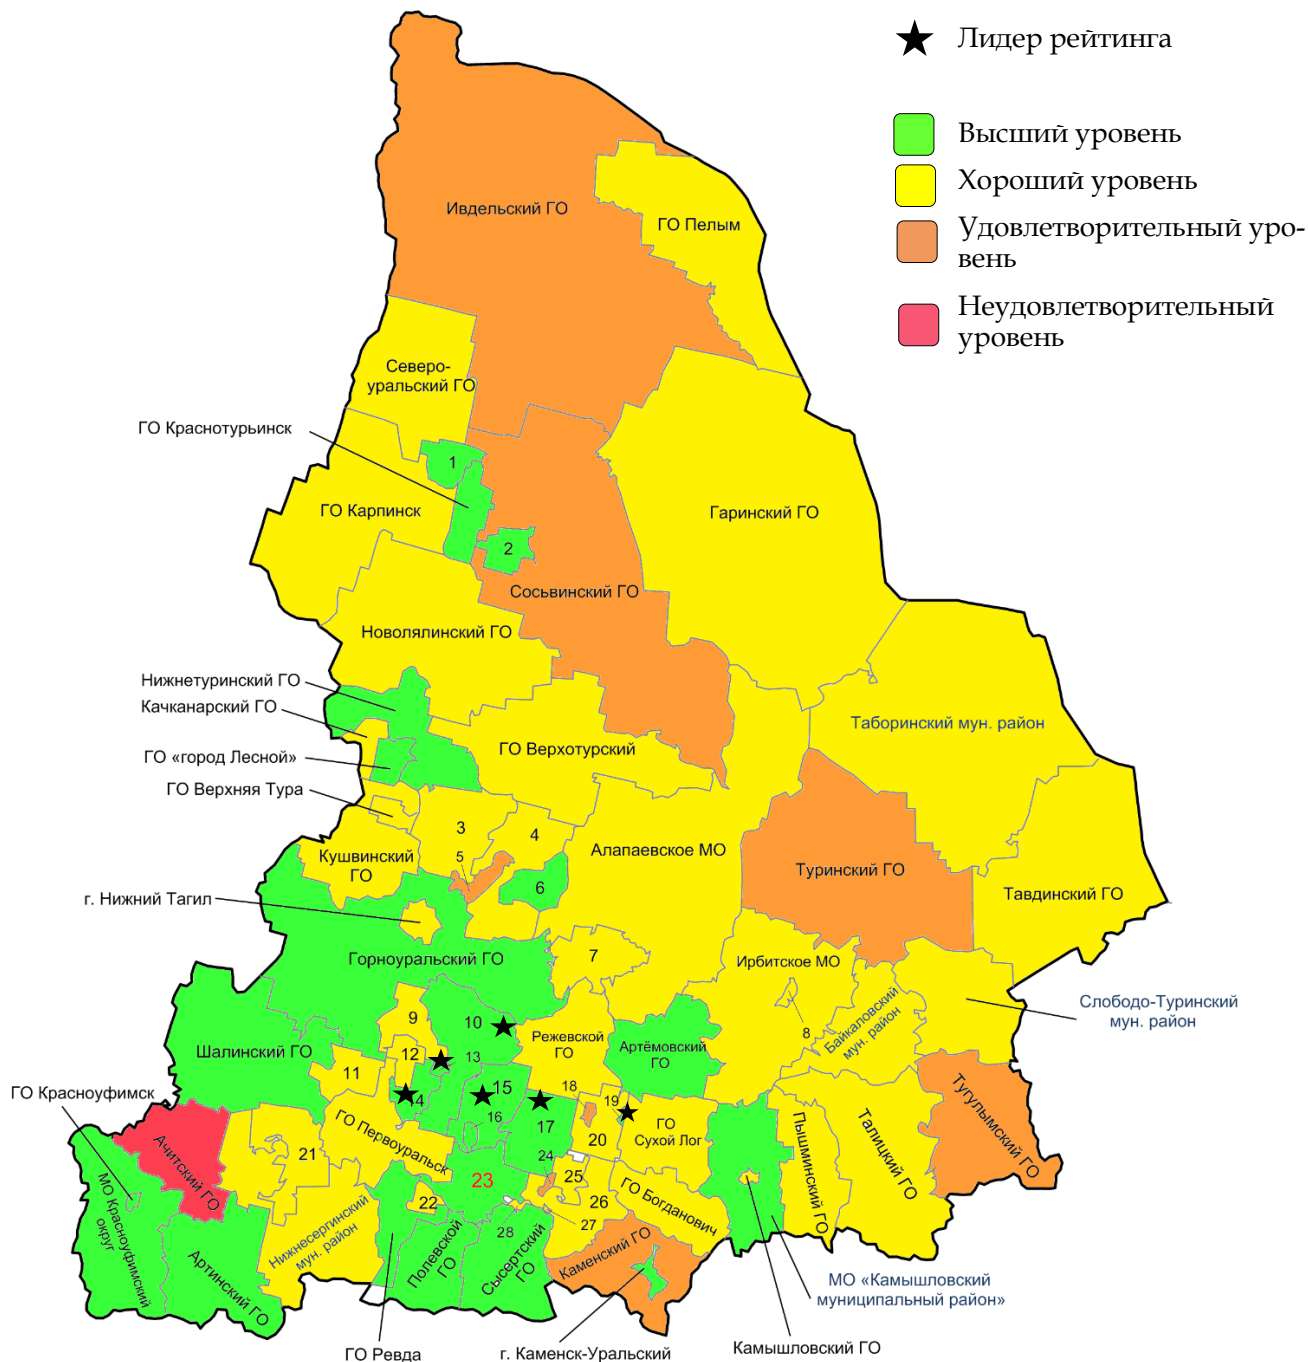 Лидер рейтинга
Высший уровень
Хороший уровень
Удовлетворительный уро-
вень
Неудовлетворительный
уровень
Ивдельский ГО
ГО Пелым
Северо-
уральский ГО
ГО Краснотурьинск
1
ГО Карпинск
Гаринский ГО
2
Сосьвинский ГО
Новолялинский ГО
Нижнетуринский ГО
Качканарский ГО
Таборинский мун. район
ГО «город Лесной»
ГО Верхотурский
ГО Верхняя Тура
3
4
Кушвинский
ГО
5
Алапаевское МО
Туринский ГО
6
Тавдинский ГО
г. Нижний Тагил
Горноуральский ГО
7
Ирбитское МО
8
Байкаловский
мун. район
Слободо-Туринский
мун. район
9
10
Режевской
ГО
Артёмовский
ГО
Шалинский ГО
11
12
13
14
15
16
17
18
19
20
ГО
Сухой Лог
Пышминский ГО
Талицкий ГО
Тугулымский ГО
ГО Красноуфимск
Ачитский ГО
ГО Первоуральск
21
22
23
24
25
26
27
28
ГО Богданович
МО Красноуфимский
округ
Артинский ГО
Нижнесергинский
мун. район
Полевской
ГО
Сысертский
ГО
Каменский ГО
МО «Камышловский
муниципальный район»
Камышловский ГО
ГО Ревда
г. Каменск-Уральский